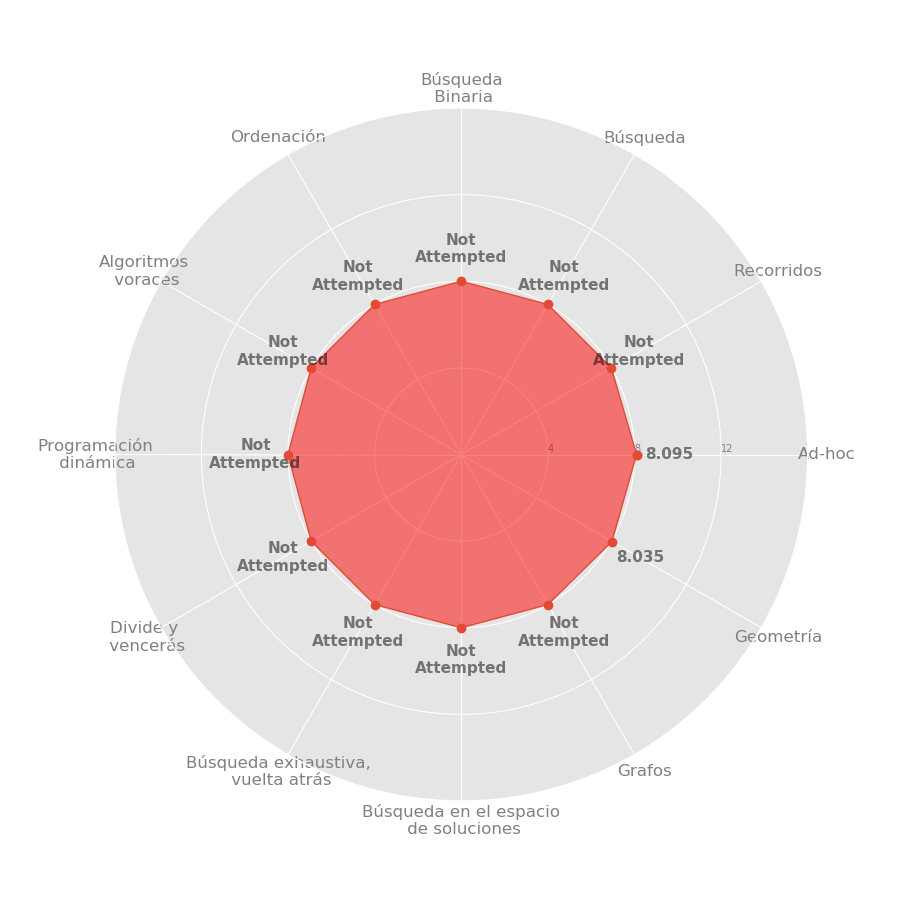 Búsqueda
Binaria
Ordenación
Búsqueda
Algoritmos
voraces
Recorridos
Not
Attempted
Not
Attempted
Not
Attempted
Not
Attempted
Not
Attempted
Programación
dinámica
Not
Attempted
4
8
12
8.095
Ad-hoc
Not
Attempted
8.035
Divide y
vencerás
Geometría
Not
Attempted
Not
Attempted
Not
Attempted
Búsqueda exhaustiva,
vuelta atrás
Grafos
Búsqueda en el espacio
de soluciones